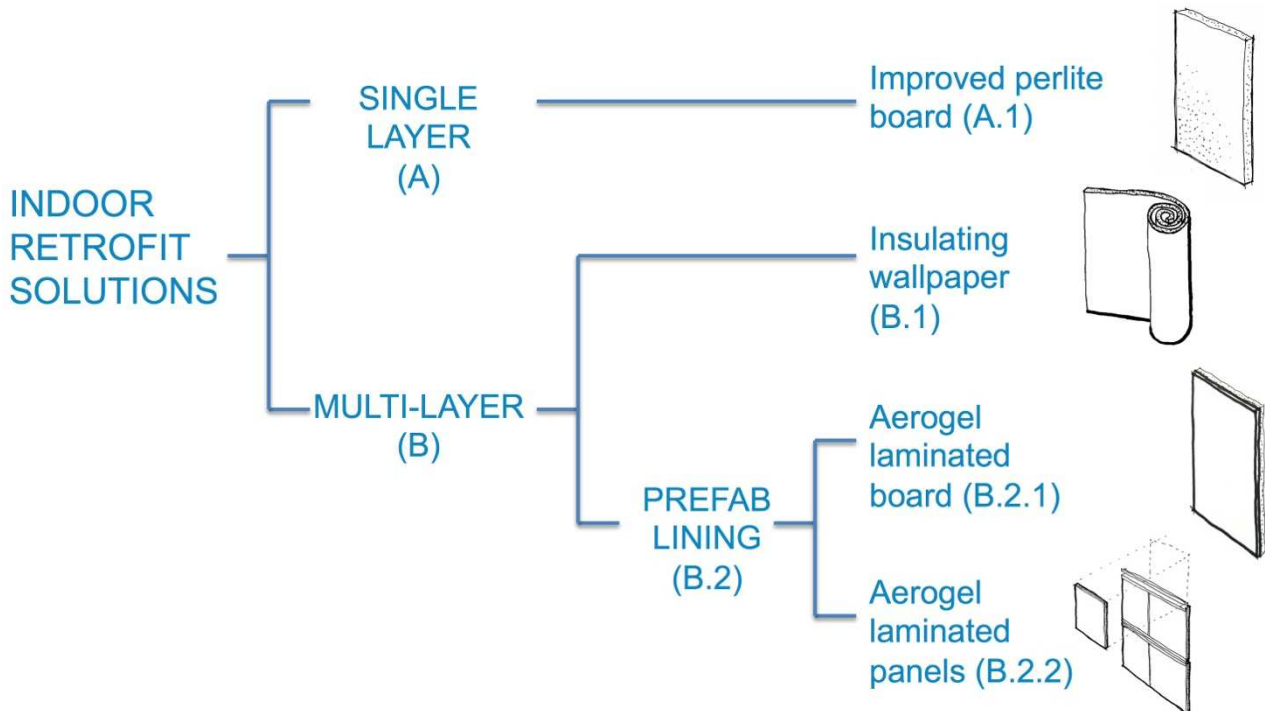 INDOOR
RETROFIT
SOLUTIONS
SINGLE
LAYER
(A)
Improved perlite
board (A.1)
MULTI-LAYER
(B)
Insulating
wallpaper
(B.1)
PREFAB
LINING
(B.2)
Aerogel
laminated
board (B.2.1)
Aerogel
laminated
panels (B.2.2)